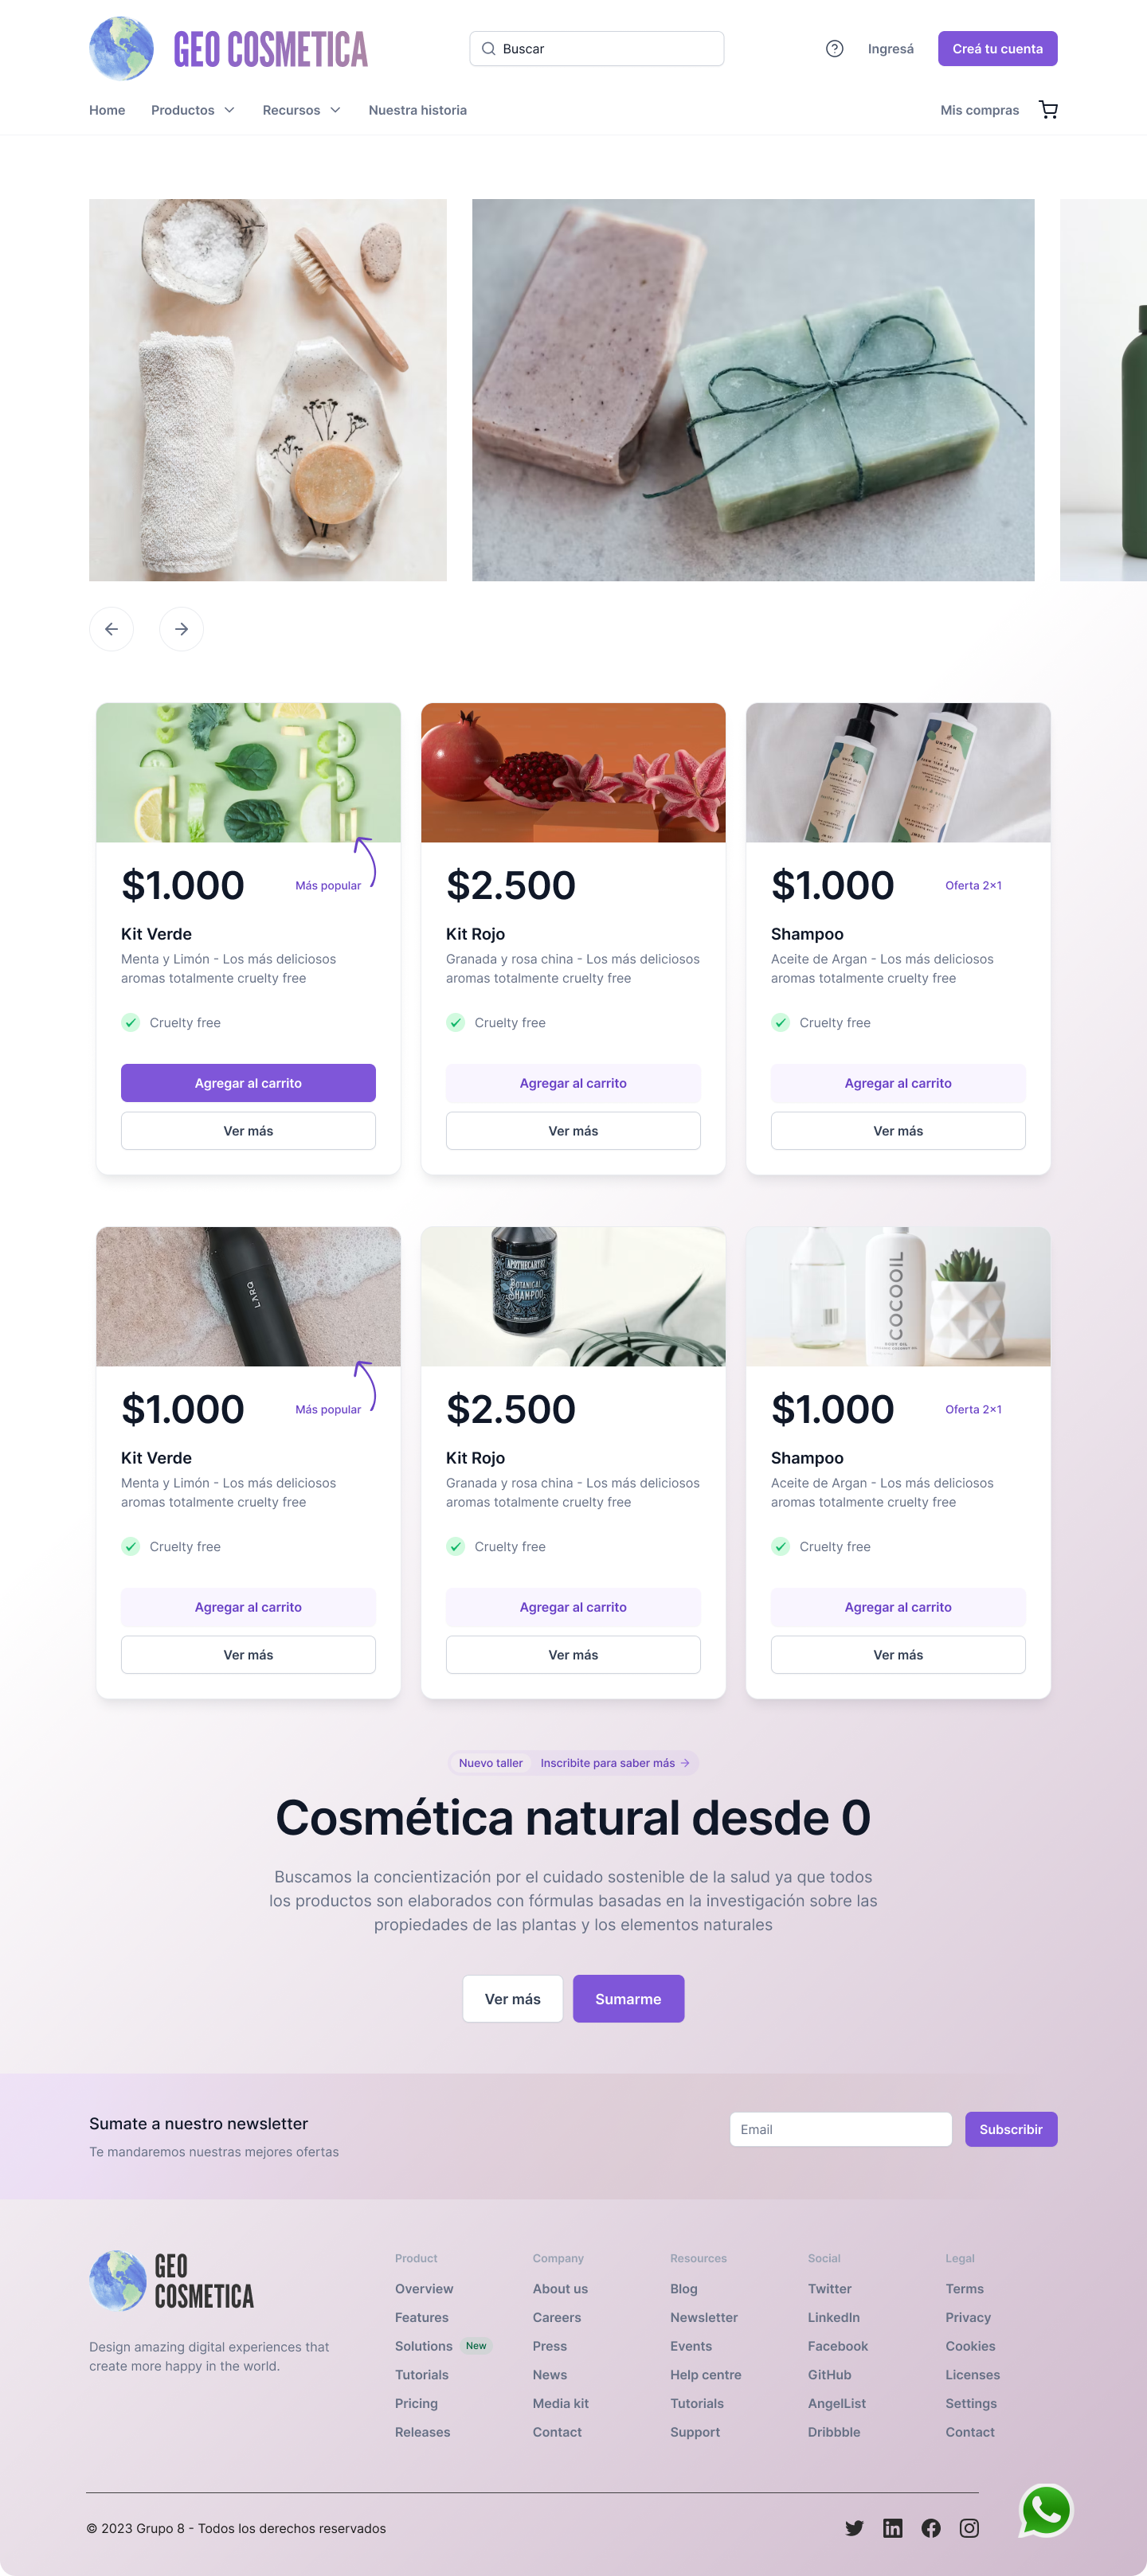 GEO COSMETICA
Buscar
Ingresá
Creá tu cuenta
Home
Productos
Recursos
Nuestra historia
Mis compras
$1.000
Más popular
Kit Verde
Menta y Limón - Los más deliciosos
aromas totalmente cruelty free
Cruelty free
Agregar al carrito
Ver más
$2.500
Kit Rojo
Granada y rosa china - Los más deliciosos
aromas totalmente cruelty free
Cruelty free
Agregar al carrito
Ver más
$1.000
Oferta 2x1
Shampoo
Aceite de Argan - Los más deliciosos
aromas totalmente cruelty free
Cruelty free
Agregar al carrito
Ver más
LARQ
$1.000
Más popular
Kit Verde
Menta y Limón - Los más deliciosos
aromas totalmente cruelty free
Cruelty free
Agregar al carrito
Ver más
APOTHECARY87
BOTANICAL
SHAMPOO
$2.500
Kit Rojo
Granada y rosa china - Los más deliciosos
aromas totalmente cruelty free
Cruelty free
Agregar al carrito
Ver más
COCOOIL
$1.000
Oferta 2x1
Shampoo
Aceite de Argan - Los más deliciosos
aromas totalmente cruelty free
Cruelty free
Agregar al carrito
Ver más
Nuevo taller
Inscribite para saber más
Cosmética natural desde 0
Buscamos la concientización por el cuidado sostenible de la salud ya que todos
los productos son elaborados con fórmulas basadas en la investigación sobre las
propiedades de las plantas y los elementos naturales
Ver más
Sumarme
Sumate a nuestro newsletter
Te mandaremos nuestras mejores ofertas
Email
Subscribir
GEO
COSMETICA
Design amazing digital experiences that
create more happy in the world.
Product
Overview
Features
Solutions New
Tutorials
Pricing
Releases
Company
About us
Careers
Press
News
Media kit
Contact
Resources
Blog
Newsletter
Events
Help centre
Tutorials
Support
Social
Twitter
LinkedIn
Facebook
GitHub
AngelList
Dribbble
Legal
Terms
Privacy
Cookies
Licenses
Settings
Contact
© 2023 Grupo 8 - Todos los derechos reservados